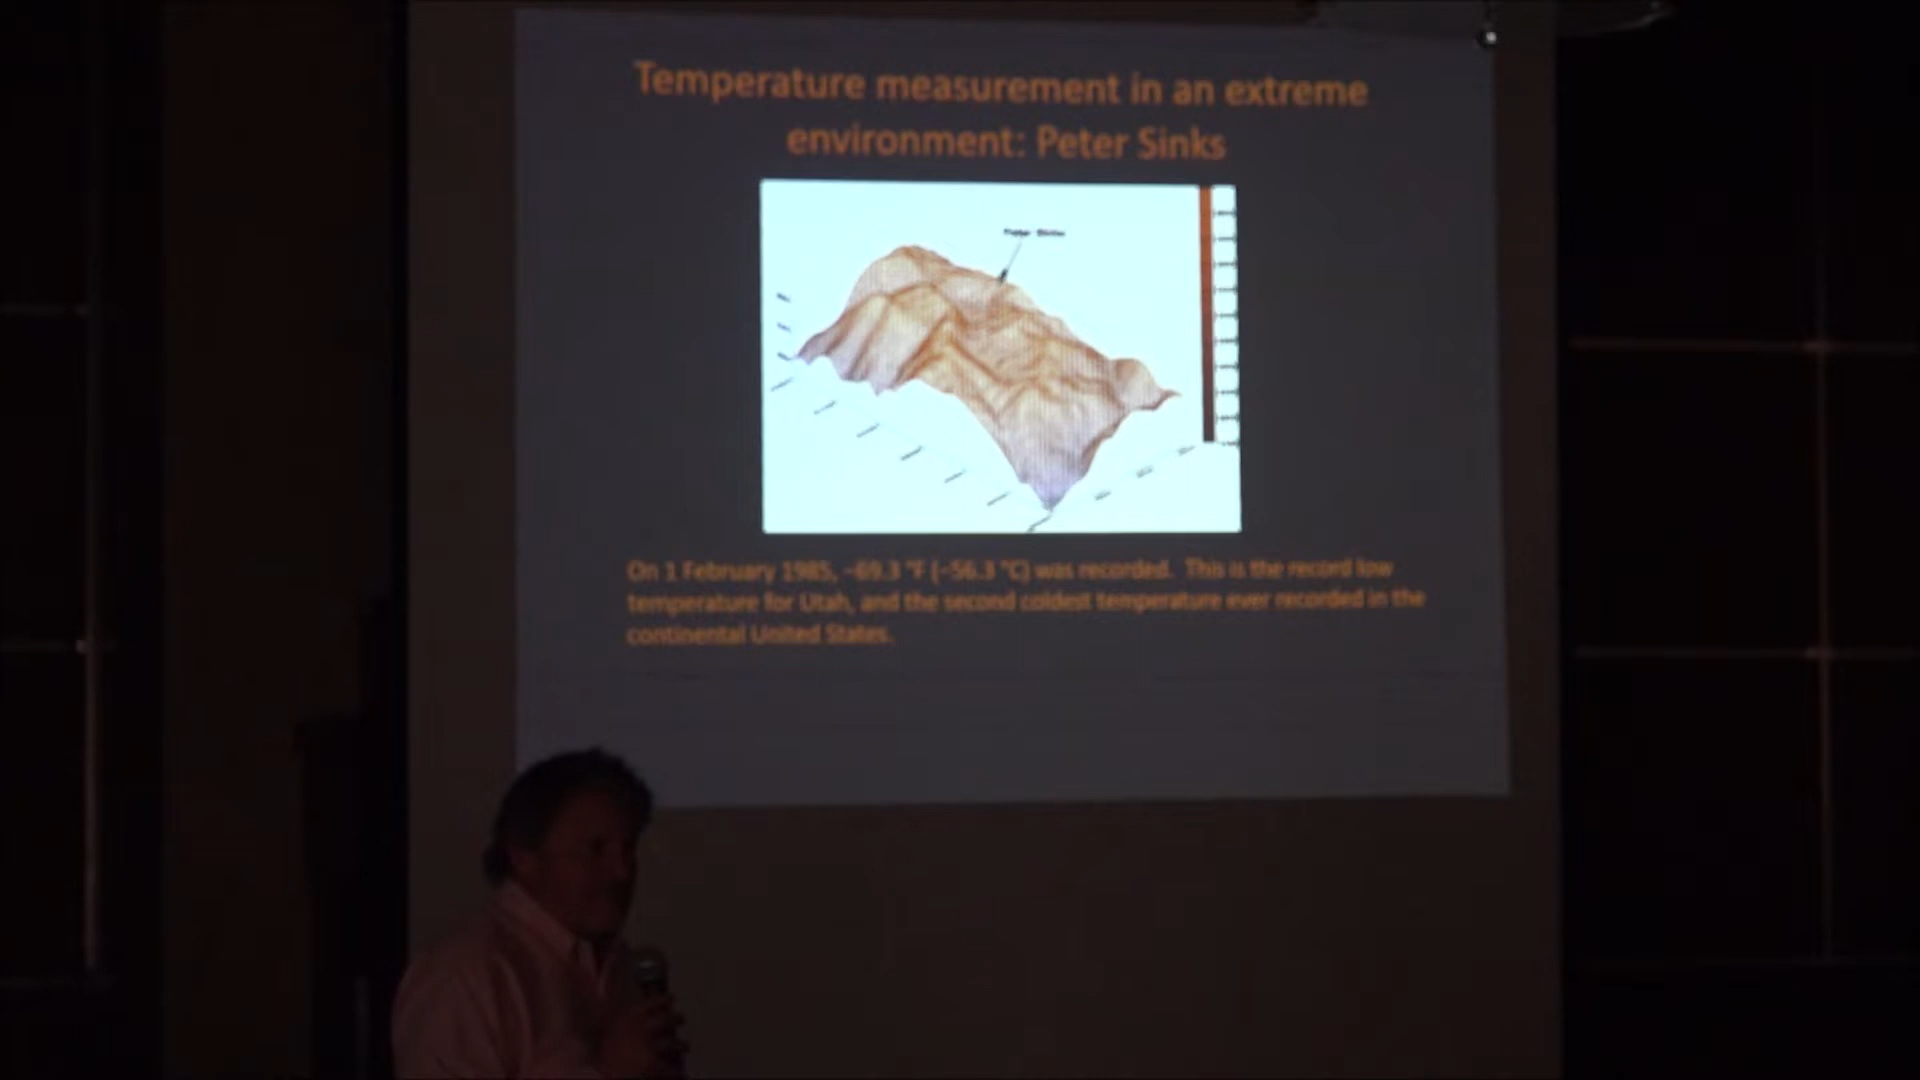 Temperature measurement in an extreme
environment: Peter Sinks
On 1 February 1985, −69.3 °F (−56.3 °C) was recorded. This is the record low
temperature for Utah, and the second coldest temperature ever recorded in the
continental United States.